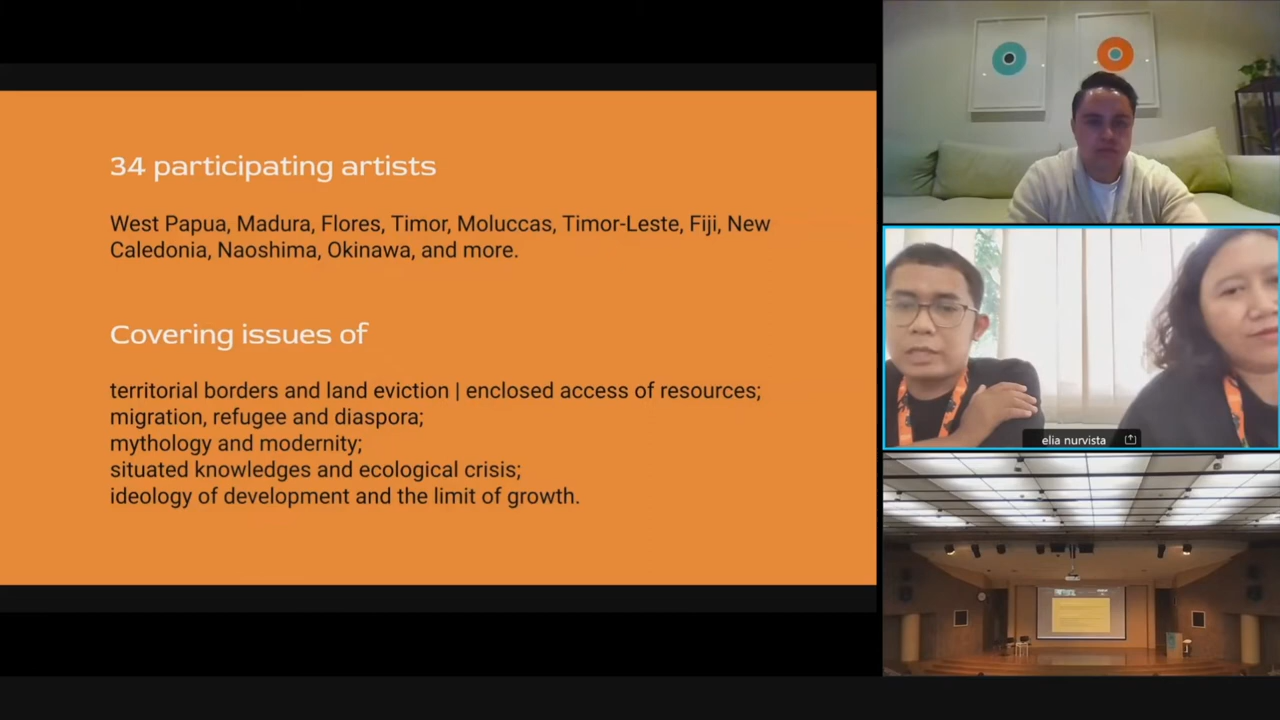 34 participating artists
West Papua, Madura, Flores, Timor, Moluccas, Timor-Leste, Fiji, New
Caledonia, Naoshima, Okinawa, and more.
Covering issues of
territorial borders and land eviction | enclosed access of resources;
migration, refugee and diaspora;
mythology and modernity;
situated knowledges and ecological crisis;
ideology of development and the limit of growth.
elia nurvista